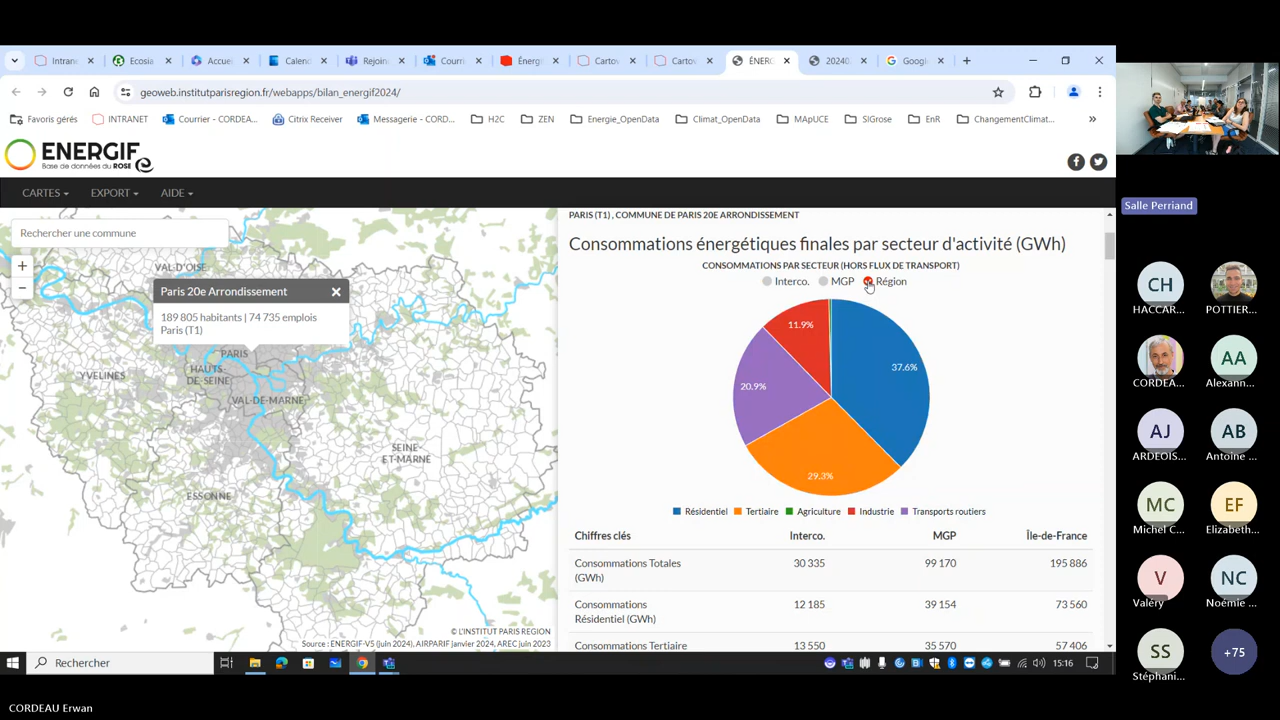 Intrane
Ecosia
Accuei
Calenc
Rejoin
Courri
Énergi
Cartov
Cartov
ÉNERG
20240.
Google
geoweb.institutparisregion.fr/webapps/bilan_energif2024/
Favoris gérés
INTRANET
Courrier - CORDEA...
Citrix Receiver
Messagerie - CORD...
H2C
ZEN
Energie_OpenData
Climat_OpenData
MApUCE
SIGrose
EnR
ChangementClimat...
»
ENERGIF
Base de données du ROSE
CARTES
EXPORT
AIDE
Rechercher une commune
+
−
VAL-D'OISE
Paris 20e Arrondissement
189 805 habitants | 74 735 emplois
Paris (T1)
PARIS
HAUTS-
DE-SEINE
YVELINES
VAL-DE-MARNE
SEINE-
ET-MARNE
ESSONNE
© L'INSTITUT PARIS REGION
Source : ENERGIF-V5 (juin 2024), AIRPARIF janvier 2024, AREC juin 2023
PARIS (T1) , COMMUNE DE PARIS 20E ARRONDISSEMENT
Consommations énergétiques finales par secteur d'activité (GWh)
CONSOMMATIONS PAR SECTEUR (HORS FLUX DE TRANSPORT)
Interco.
MGP
Région
11.9%
37.6%
20.9%
29.3%
Résidentiel
Tertiaire
Agriculture
Industrie
Transports routiers
Chiffres clés Interco. MGP Île-de-France
Consommations Totales
(GWh) 30 335 99 170 195 886
Consommations
Résidentiel (GWh) 12 185 39 154 73 560
Consommations Tertiaire 13 550 35 570 57 406
Rechercher
15:16
CORDEAU Erwan
Salle Perriand
CH
HACCAR...
POTTIER...
CORDEA...
AA
Alexann...
AJ
ARDEOIS...
AB
Antoine ...
MC
Michel C...
EF
Elizabeth...
V
Valéry
NC
Noémie ...
SS
Stéphani...
+75